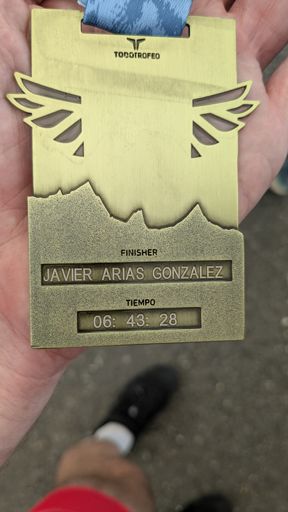 TODOTROFEO
FINISHER
JAVIER ARIAS GONZALEZ
TIEMPO
06: 43: 28